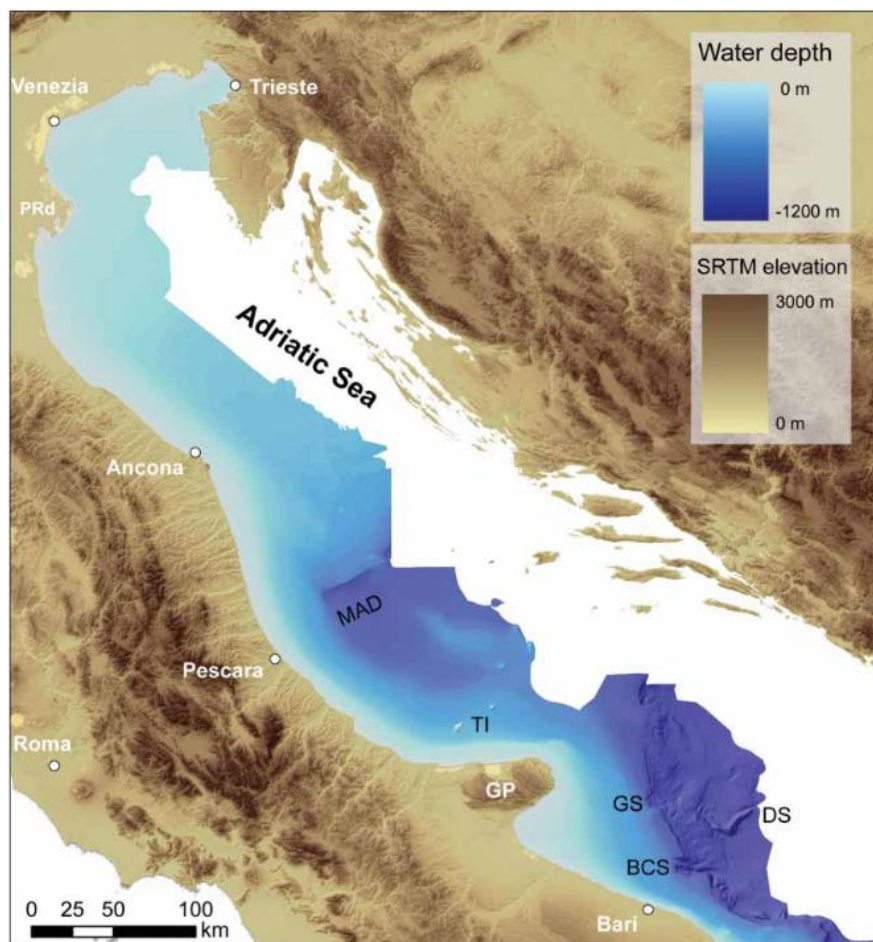 Water depth
0 m
-1200 m
SRTM elevation
3000 m
0 m
Venezia
Trieste
PRd
Adriatic Sea
Ancona
MAD
Pescara
TI
Roma
GP
GS
DS
BCS
Bari
0 25 50 100
km